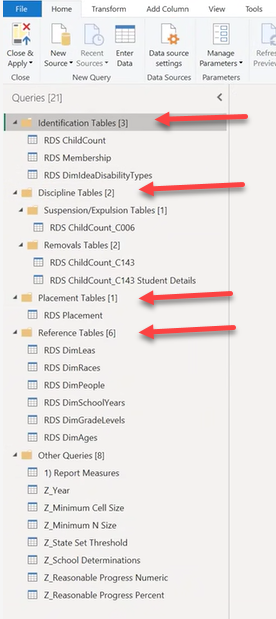 File Home Transform Add Column View
Close & Apply New Source Recent Sources Enter Data Data source settings Manage Parameters Refresh Preview
Close New Query Data Sources Parameters
Queries [21]
Identification Tables [3]
RDS ChildCount
RDS Membership
RDS DimIdeaDisabilityTypes
Discipline Tables [2]
Suspension/Expulsion Tables [1]
RDS ChildCount_C006
Removals Tables [2]
RDS ChildCount_C143
RDS ChildCount_C143 Student Details
Placement Tables [1]
RDS Placement
Reference Tables [6]
RDS DimLeas
RDS DimRaces
RDS DimPeople
RDS DimSchoolYears
RDS DimGradeLevels
RDS DimAges
Other Queries [8]
1) Report Measures
Z_Year
Z_Minimum Cell Size
Z_Minimum N Size
Z_State Set Threshold
Z_School Determinations
Z_Reasonable Progress Numeric
Z_Reasonable Progress Percent